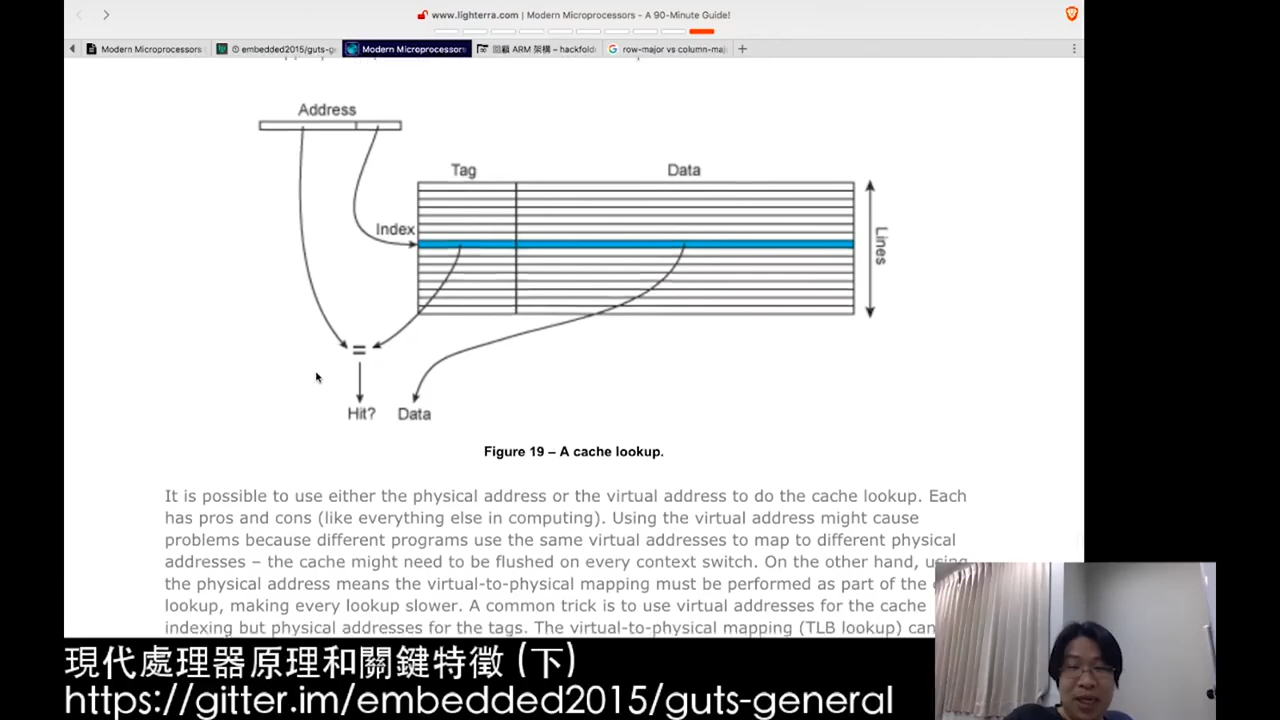 www.lighterra.com | Modern Microprocessors - A 90-Minute Guide!
Modern Microprocessors
embedded2015/guts-g
Modern Microprocessors
回顧 ARM 架構 – hackfold
row-major vs column-maj
Address
Tag
Data
Index
Lines
=
Hit?
Data
Figure 19 – A cache lookup.
It is possible to use either the physical address or the virtual address to do the cache lookup. Each
has pros and cons (like everything else in computing). Using the virtual address might cause
problems because different programs use the same virtual addresses to map to different physical
addresses – the cache might need to be flushed on every context switch. On the other hand, using
the physical address means the virtual-to-physical mapping must be performed as part of the
lookup, making every lookup slower. A common trick is to use virtual addresses for the cache
indexing but physical addresses for the tags. The virtual-to-physical mapping (TLB lookup) can
現代處理器原理和關鍵特徵 (下)
https://gitter.im/embedded2015/guts-general